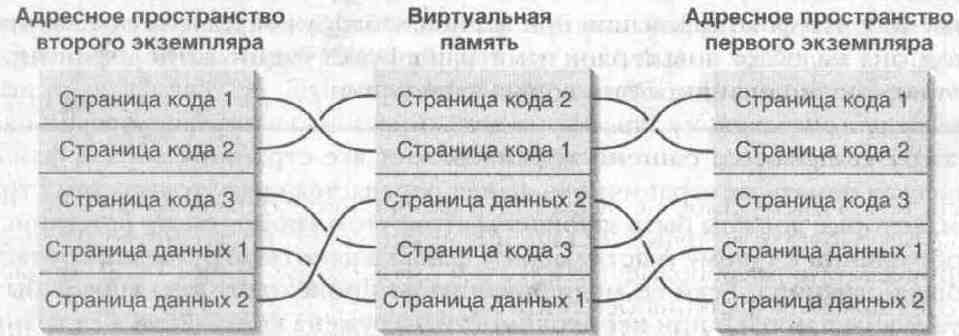 Адресное пространство
второго экземпляра
Виртуальная
память
Адресное пространство
первого экземпляра
Страница кода 1
Страница кода 2
Страница кода 3
Страница данных 1
Страница данных 2
Страница кода 2
Страница кода 1
Страница данных 2
Страница кода 3
Страница данных 1
Страница кода 1
Страница кода 2
Страница кода 3
Страница данных 1
Страница данных 2